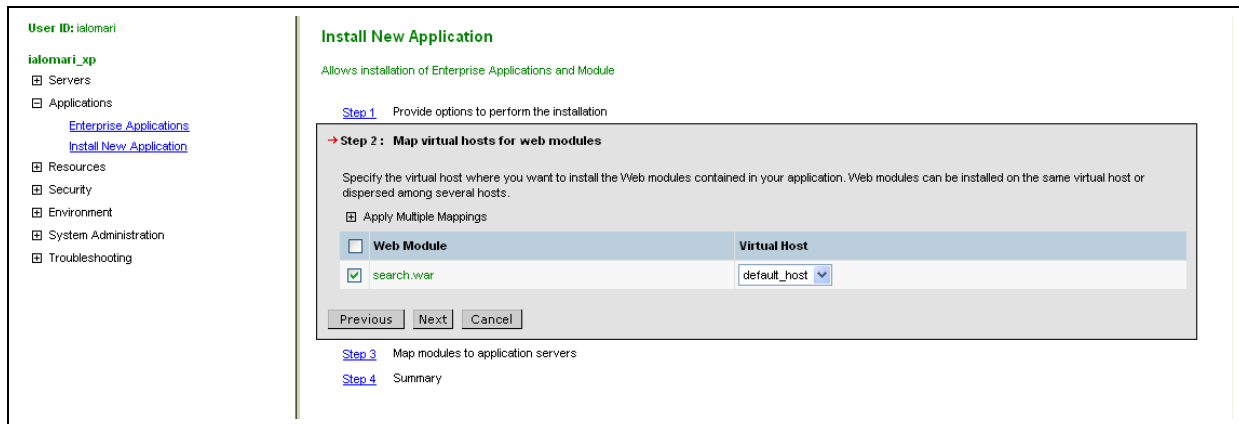 User ID: ialomari
ialomari_xp
Servers
Applications
Enterprise Applications
Install New Application
Resources
Security
Environment
System Administration
Troubleshooting
Install New Application
Allows installation of Enterprise Applications and Module
Step 1 Provide options to perform the installation
Step 2 : Map virtual hosts for web modules
Specify the virtual host where you want to install the Web modules contained in your application. Web modules can be installed on the same virtual host or
dispersed among several hosts.
Apply Multiple Mappings
Web Module Virtual Host
search.war default_host
Previous Next Cancel
Step 3 Map modules to application servers
Step 4 Summary